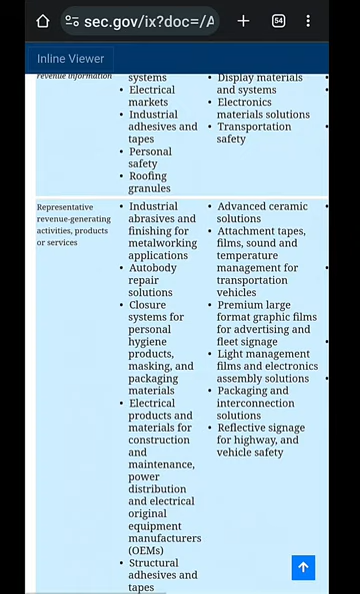 sec.gov/ix?doc=/A
54
Inline Viewer
revenue information
systems
• Electrical
markets
• Industrial
adhesives and
tapes
• Personal
safety
• Roofing
granules
• Display materials
and systems
• Electronics
materials solutions
• Transportation
safety
Representative
revenue-generating
activities, products
or services
• Industrial
abrasives and
finishing for
metalworking
applications
• Autobody
repair
solutions
• Closure
systems for
personal
hygiene
products,
masking, and
packaging
materials
• Electrical
products and
materials for
construction
and
maintenance,
power
distribution
and electrical
original
equipment
manufacturers
(OEMs)
• Structural
adhesives and
tapes
• Advanced ceramic
solutions
• Attachment tapes,
films, sound and
temperature
management for
transportation
vehicles
• Premium large
format graphic films
for advertising and
fleet signage
• Light management
films and electronics
assembly solutions
• Packaging and
interconnection
solutions
• Reflective signage
for highway, and
vehicle safety